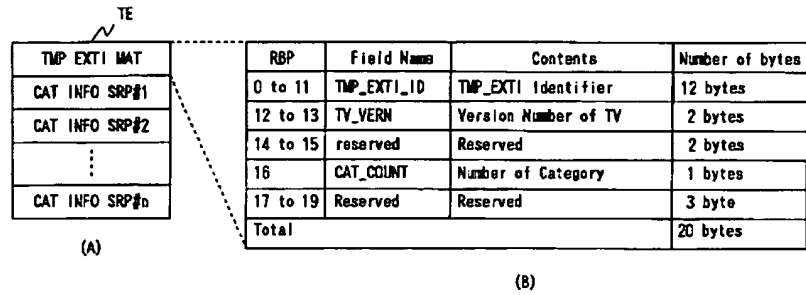 TE
TMP EXTI MAT
CAT INFO SRP#1
CAT INFO SRP#2
CAT INFO SRP#n
(A)
RBP Field Name Contents Number of bytes
0 to 11 TMP_EXTI_ID TMP_EXTI Identifier 12 bytes
12 to 13 TV_VERN Version Number of TV 2 bytes
14 to 15 reserved Reserved 2 bytes
16 CAT_COUNT Number of Category 1 bytes
17 to 19 Reserved Reserved 3 byte
Total 20 bytes
(B)